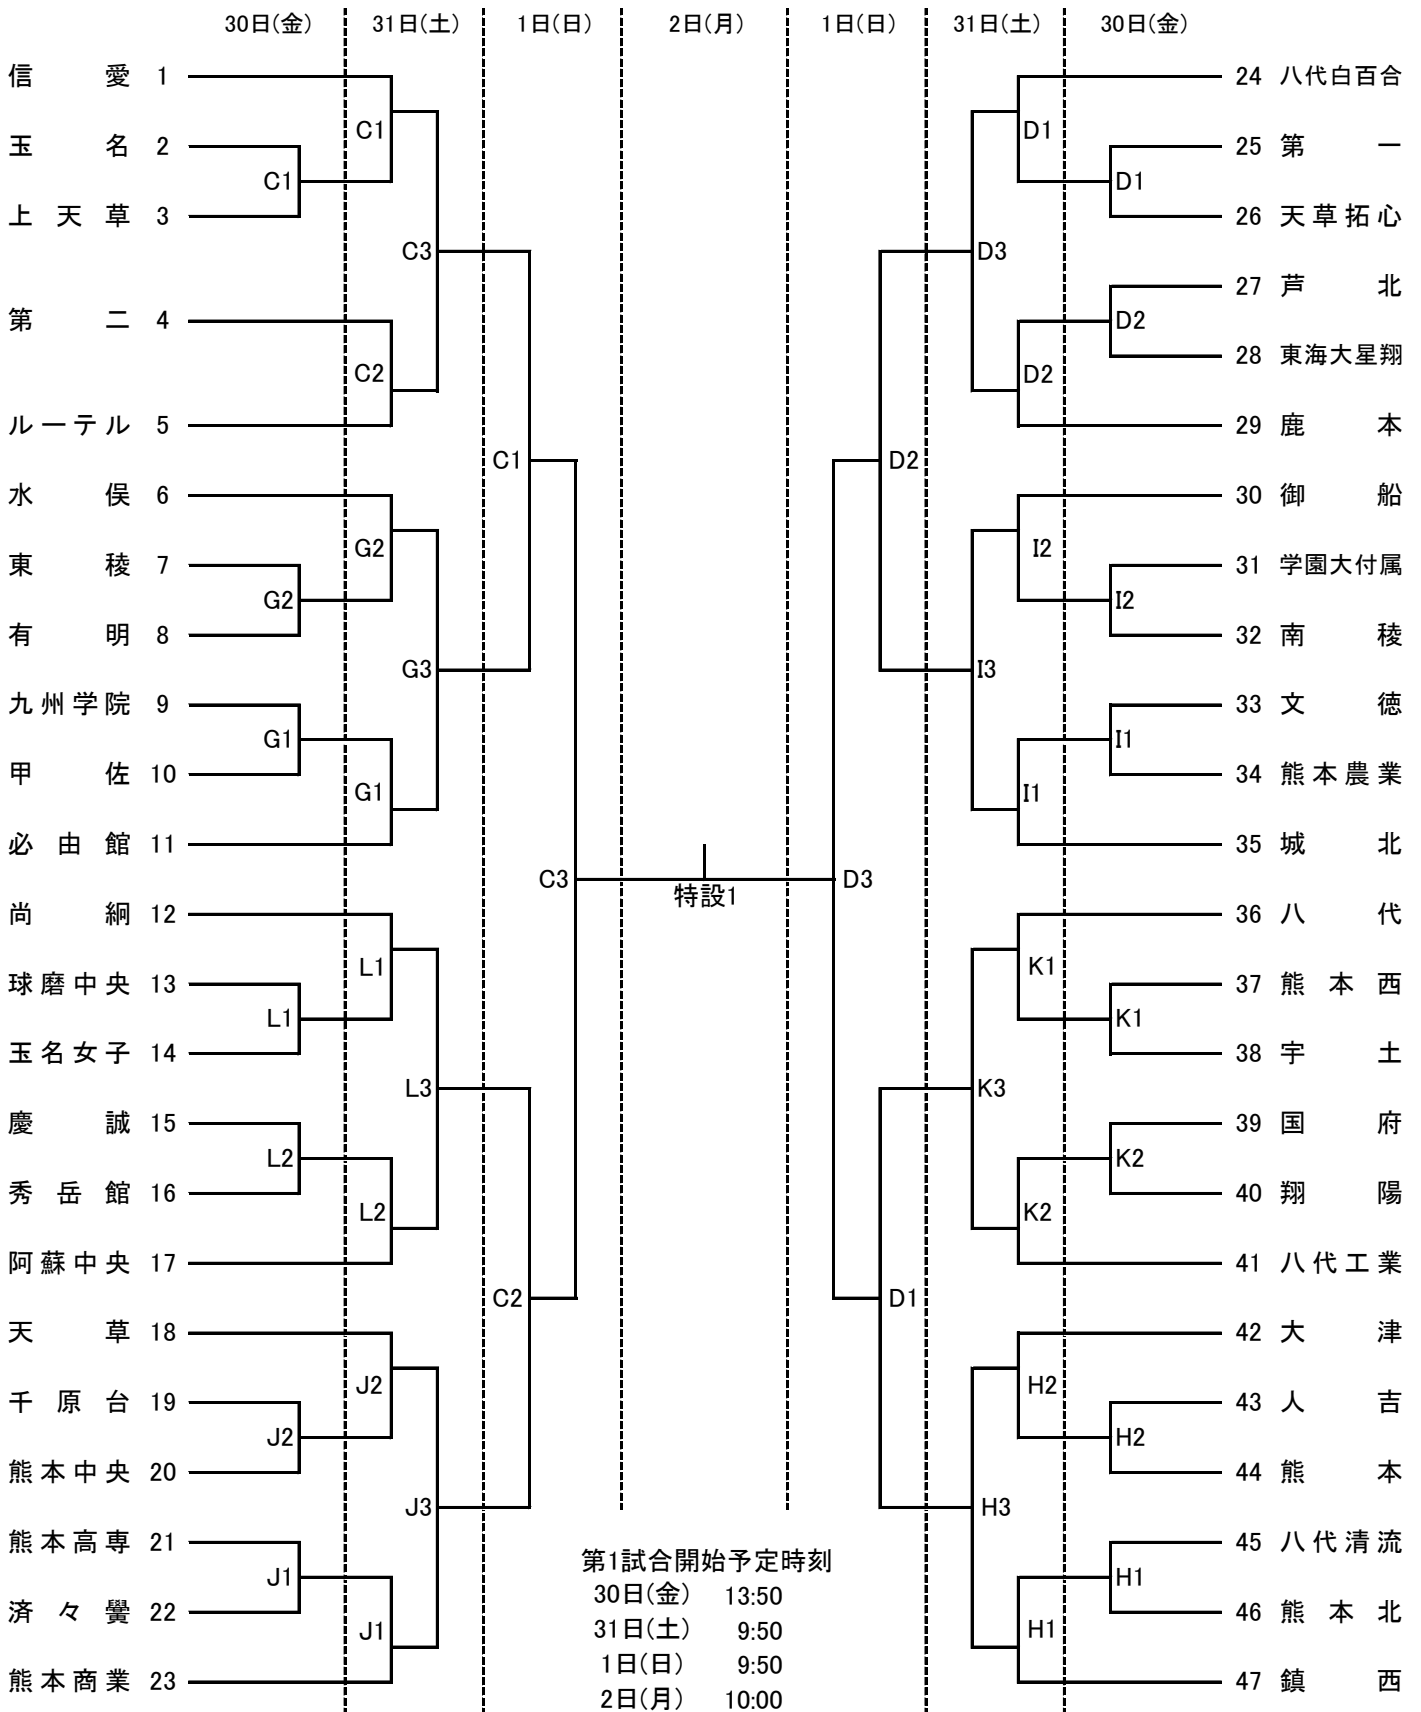 30日(金) 31日(土) 1日(日) 2日(月) 1日(日) 31日(土) 30日(金)
信愛 1 24 八代白百合
C1 D1
玉名 2 25 第一
C1 D1
上天草 3 26 天草拓心
C3 D3
27 芦北
第二 4 D2
28 東海大星翔
C2 D2
ルーテル 5 29 鹿本
C1 D2
水俣 6 30 御船
G2 I2
東稜 7 31 学園大付属
G2 I2
有明 8 32 南稜
G3 I3
九州学院 9 33 文徳
G1 I1
甲佐 10 34 熊本農業
G1 I1
必由館 11 35 城北
C3 D3
特設1
尚絅 12 36 八代
L1 K1
球磨中央 13 37 熊本西
L1 K1
玉名女子 14 38 宇土
L3 K3
慶誠 15 39 国府
L2 K2
秀岳館 16 40 翔陽
L2 K2
阿蘇中央 17 41 八代工業
C2 D1
天草 18 42 大津
J2 H2
千原台 19 43 人吉
J2 H2
熊本中央 20 44 熊本
J3 H3
熊本高専 21 45 八代清流
J1 H1
済々黌 22 46 熊本北
J1 H1
熊本商業 23 47 鎮西
第1試合開始予定時刻
30日(金) 13:50
31日(土) 9:50
1日(日) 9:50
2日(月) 10:00